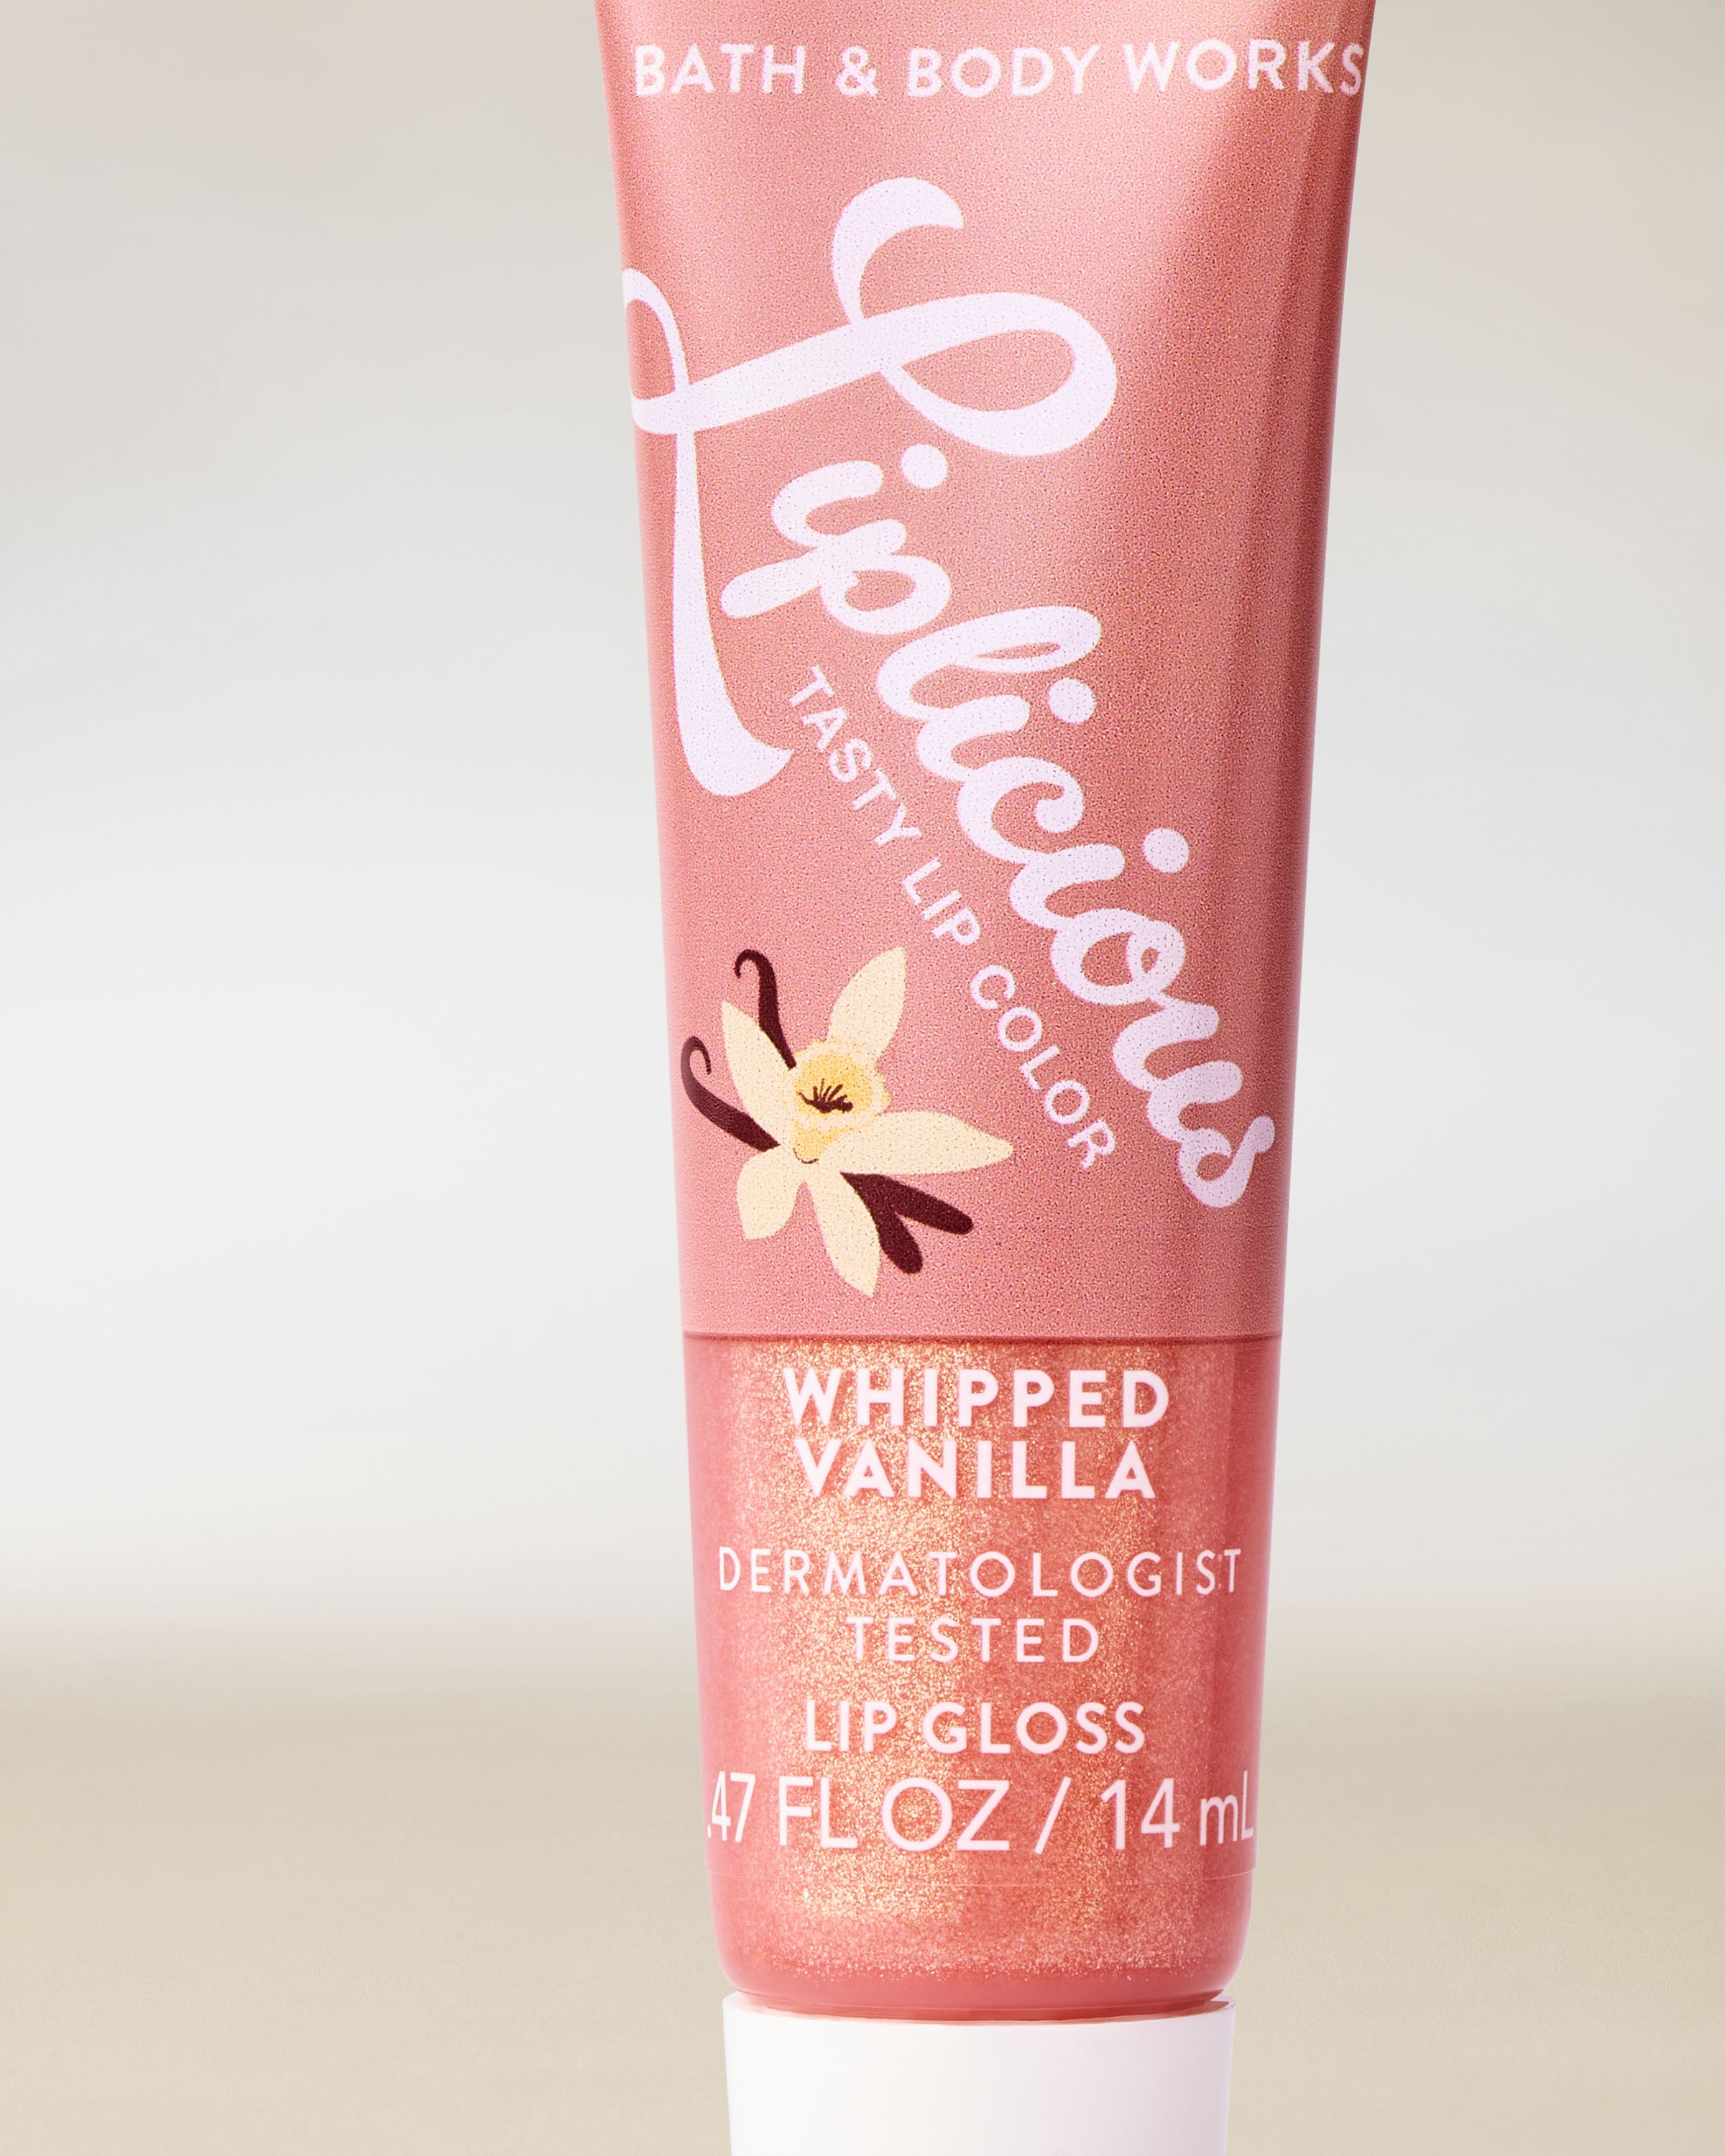 BATH & BODY WORKS
Liplicious
TASTY LIP COLOR
WHIPPED
VANILLA
DERMATOLOGIST
TESTED
LIP GLOSS
.47 FL OZ / 14 mL